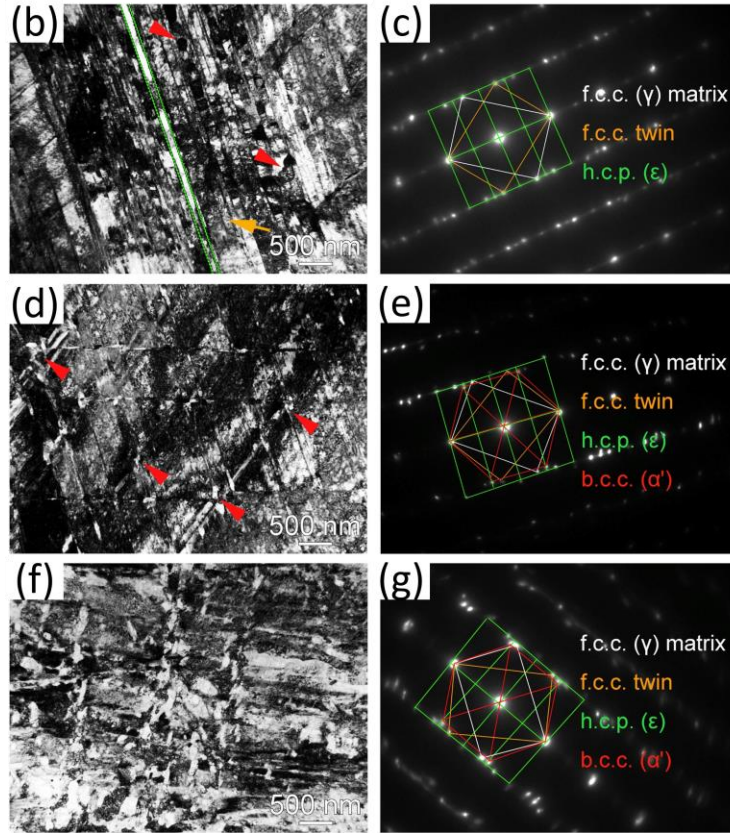 (b)
500 nm
(c)
f.c.c. (γ) matrix
f.c.c. twin
h.c.p. (ε)
(d)
500 nm
(e)
f.c.c. (γ) matrix
f.c.c. twin
h.c.p. (ε)
b.c.c. (α')
(f)
500 nm
(g)
f.c.c. (γ) matrix
f.c.c. twin
h.c.p. (ε)
b.c.c. (α')